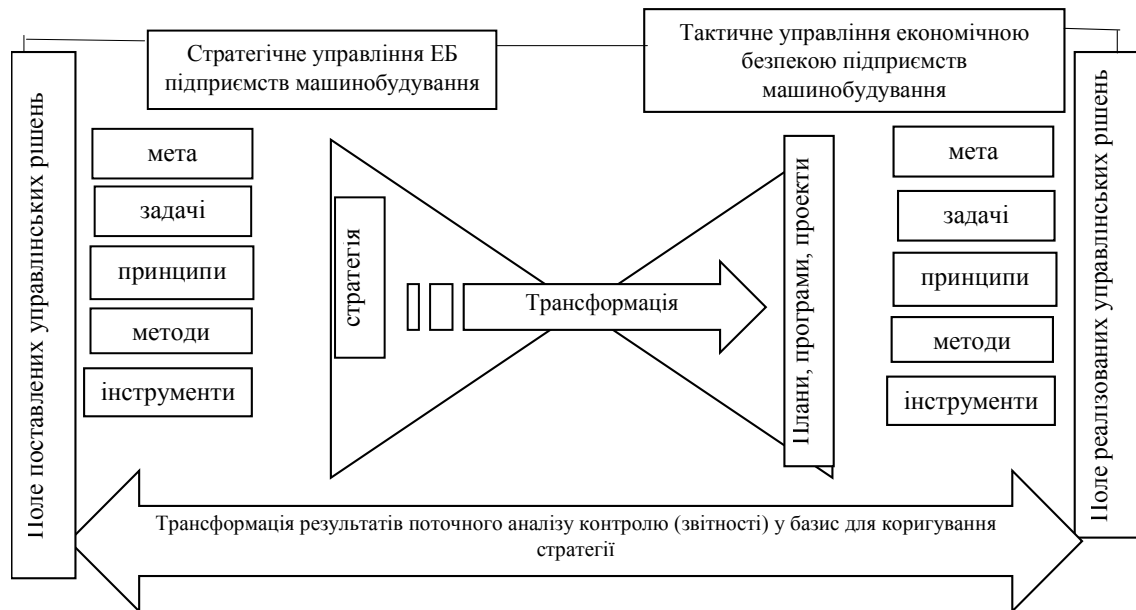 Стратегічне управління ЕБ
підприємств машинобудування
Тактичне управління економічною
безпекою підприємств
машинобудування
Поле поставлених управлінських рішень
мета
задачі
принципи
методи
інструменти
стратегія
Трансформація
Плани, програми, проекти
мета
задачі
принципи
методи
інструменти
Поле реалізованих управлінських рішень
Трансформація результатів поточного аналізу контролю (звітності) у базис для коригування
стратегії